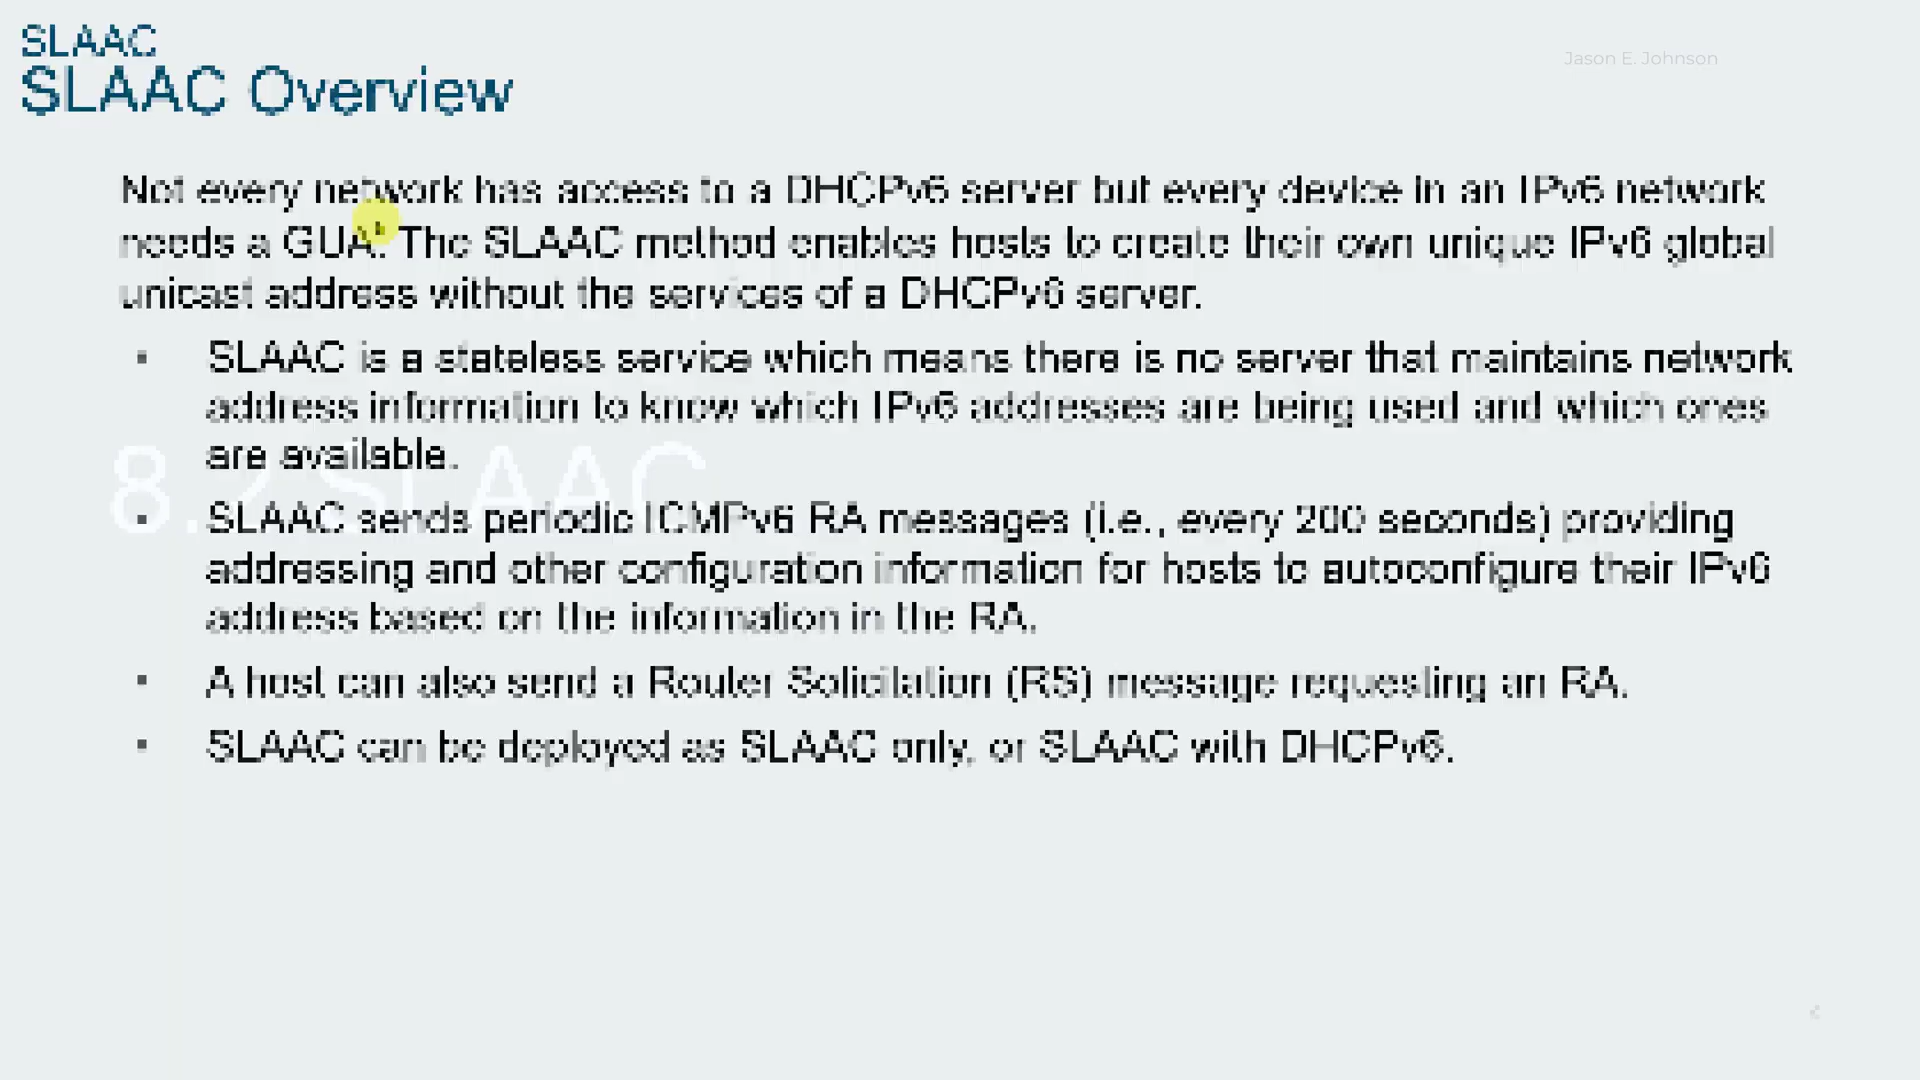 SLAAC
SLAAC Overview
Jason E. Johnson
Not every network has access to a DHCPv6 server but every device in an IPv6 network
needs a GUA. The SLAAC method enables hosts to create their own unique IPv6 global
unicast address without the services of a DHCPv6 server.
▪ SLAAC is a stateless service which means there is no server that maintains network
address information to know which IPv6 addresses are being used and which ones
are available.
8.2 SLAAC
▪ SLAAC sends periodic ICMPv6 RA messages (i.e., every 200 seconds) providing
addressing and other configuration information for hosts to autoconfigure their IPv6
address based on the information in the RA.
▪ A host can also send a Router Solicitation (RS) message requesting an RA.
▪ SLAAC can be deployed as SLAAC only, or SLAAC with DHCPv6.